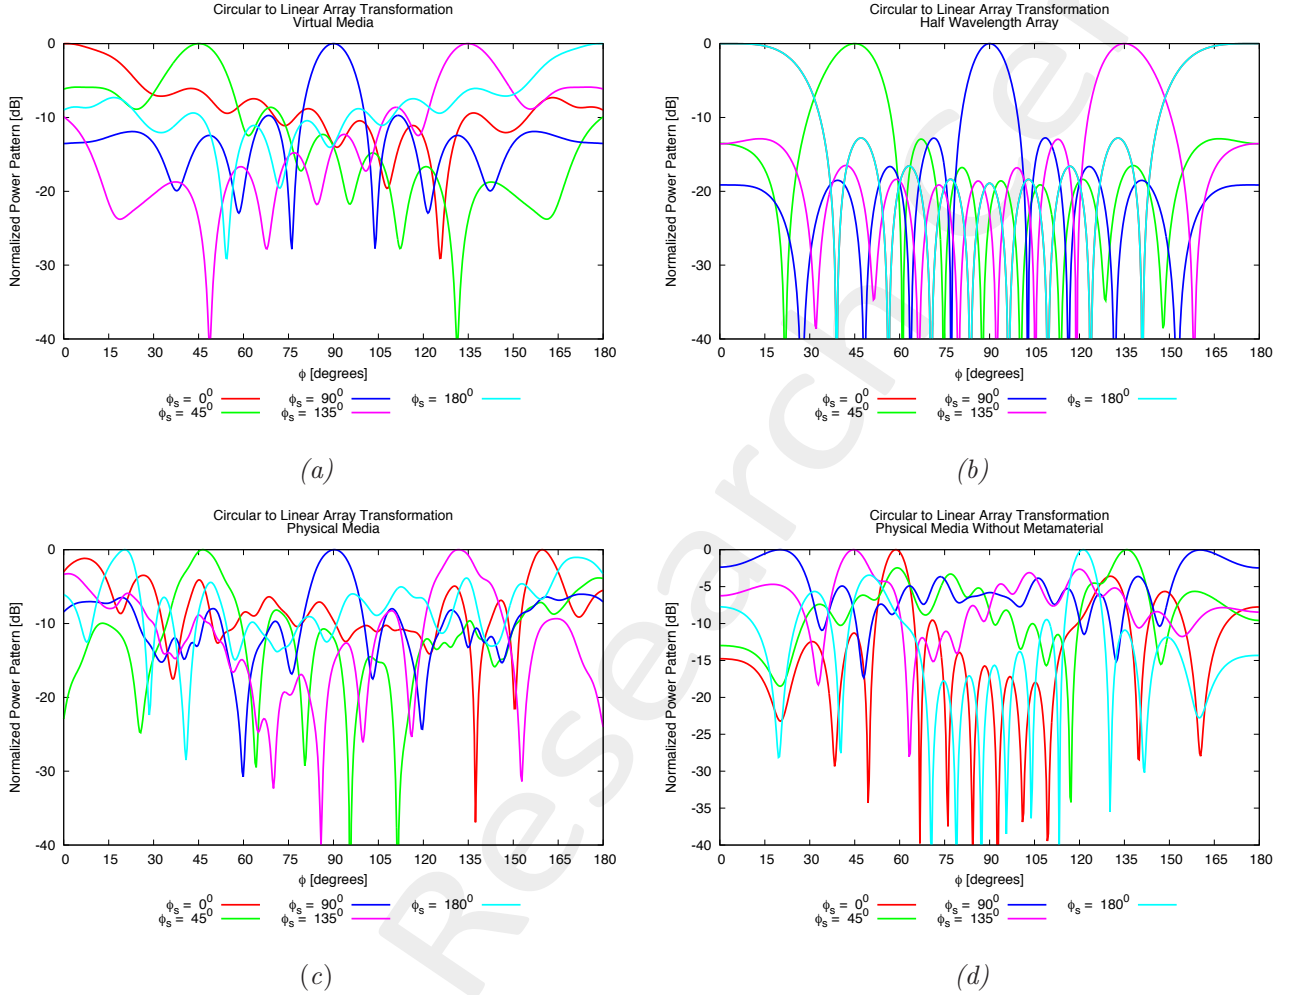 Circular to Linear Array Transformation
Virtual Media
Normalized Power Pattern [dB]
0
-10
-20
-30
-40
0 15 30 45 60 75 90 105 120 135 150 165 180
ϕ [degrees]
ϕs = 0⁰ ϕs = 90⁰ ϕs = 180⁰
ϕs = 45⁰ ϕs = 135⁰
(a)
Circular to Linear Array Transformation
Half Wavelength Array
Normalized Power Pattern [dB]
0
-10
-20
-30
-40
0 15 30 45 60 75 90 105 120 135 150 165 180
ϕ [degrees]
ϕs = 0⁰ ϕs = 90⁰ ϕs = 180⁰
ϕs = 45⁰ ϕs = 135⁰
(b)
Circular to Linear Array Transformation
Physical Media
Normalized Power Pattern [dB]
0
-10
-20
-30
-40
0 15 30 45 60 75 90 105 120 135 150 165 180
ϕ [degrees]
ϕs = 0⁰ ϕs = 90⁰ ϕs = 180⁰
ϕs = 45⁰ ϕs = 135⁰
(c)
Circular to Linear Array Transformation
Physical Media Without Metamaterial
Normalized Power Pattern [dB]
0
-5
-10
-15
-20
-25
-30
-35
-40
0 15 30 45 60 75 90 105 120 135 150 165 180
ϕ [degrees]
ϕs = 0⁰ ϕs = 90⁰ ϕs = 180⁰
ϕs = 45⁰ ϕs = 135⁰
(d)